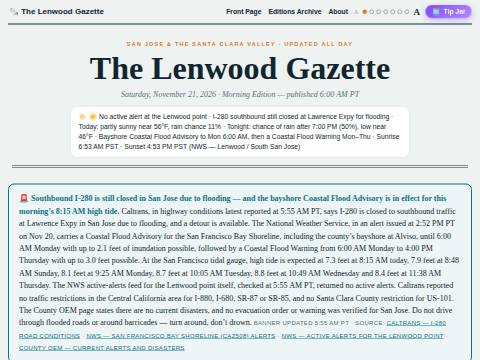 🗞️ The Lenwood Gazette
Front Page Editions Archive About A A Tip Jar
SAN JOSE & THE SANTA CLARA VALLEY · UPDATED ALL DAY
The Lenwood Gazette
Saturday, November 21, 2026 · Morning Edition — published 6:00 AM PT
No active alert at the Lenwood point · I-280 southbound still closed at Lawrence Expy for flooding ·
Today: partly sunny near 56°F, rain chance 11% · Tonight: chance of rain after 7:00 PM (50%), low near
46°F · Bayshore Coastal Flood Advisory to Mon 6:00 AM, then a Coastal Flood Warning Mon–Thu · Sunrise
6:53 AM PT · Sunset 4:53 PM PT (NWS — Lenwood / South San Jose)
🚨 Southbound I-280 is still closed in San Jose due to flooding — and the bayshore Coastal Flood Advisory is in effect for this
morning's 8:15 AM high tide. Caltrans, in highway conditions latest reported at 5:55 AM PT, says I-280 is closed to southbound traffic
at Lawrence Expy in San Jose due to flooding, and a detour is available. The National Weather Service, in an alert issued at 2:52 PM PT
on Nov 20, carries a Coastal Flood Advisory for the San Francisco Bay Shoreline, including the county's bayshore at Alviso, until 6:00
AM Monday with up to 2.1 feet of inundation possible, followed by a Coastal Flood Warning from 6:00 AM Monday to 4:00 PM
Thursday with up to 3.0 feet possible. At the San Francisco tidal gauge, high tide is expected at 7.3 feet at 8:15 AM today, 7.9 feet at 8:48
AM Sunday, 8.1 feet at 9:25 AM Monday, 8.7 feet at 10:05 AM Tuesday, 8.8 feet at 10:49 AM Wednesday and 8.4 feet at 11:38 AM
Thursday. The NWS active-alerts feed for the Lenwood point itself, checked at 5:55 AM PT, returned no active alerts. Caltrans reported
no traffic restrictions in the Central California area for I-880, I-680, SR-87 or SR-85, and no Santa Clara County restriction for US-101.
The County OEM page states there are no current disasters, and no evacuation order or warning was verified for San Jose. Do not drive
through flooded roads or around barricades — turn around, don't drown. BANNER UPDATED 5:55 AM PT · SOURCE: CALTRANS — I-280
ROAD CONDITIONS · NWS — SAN FRANCISCO BAY SHORELINE (CAZ508) ALERTS · NWS — ACTIVE ALERTS FOR THE LENWOOD POINT
COUNTY OEM — CURRENT ALERTS AND DISASTERS